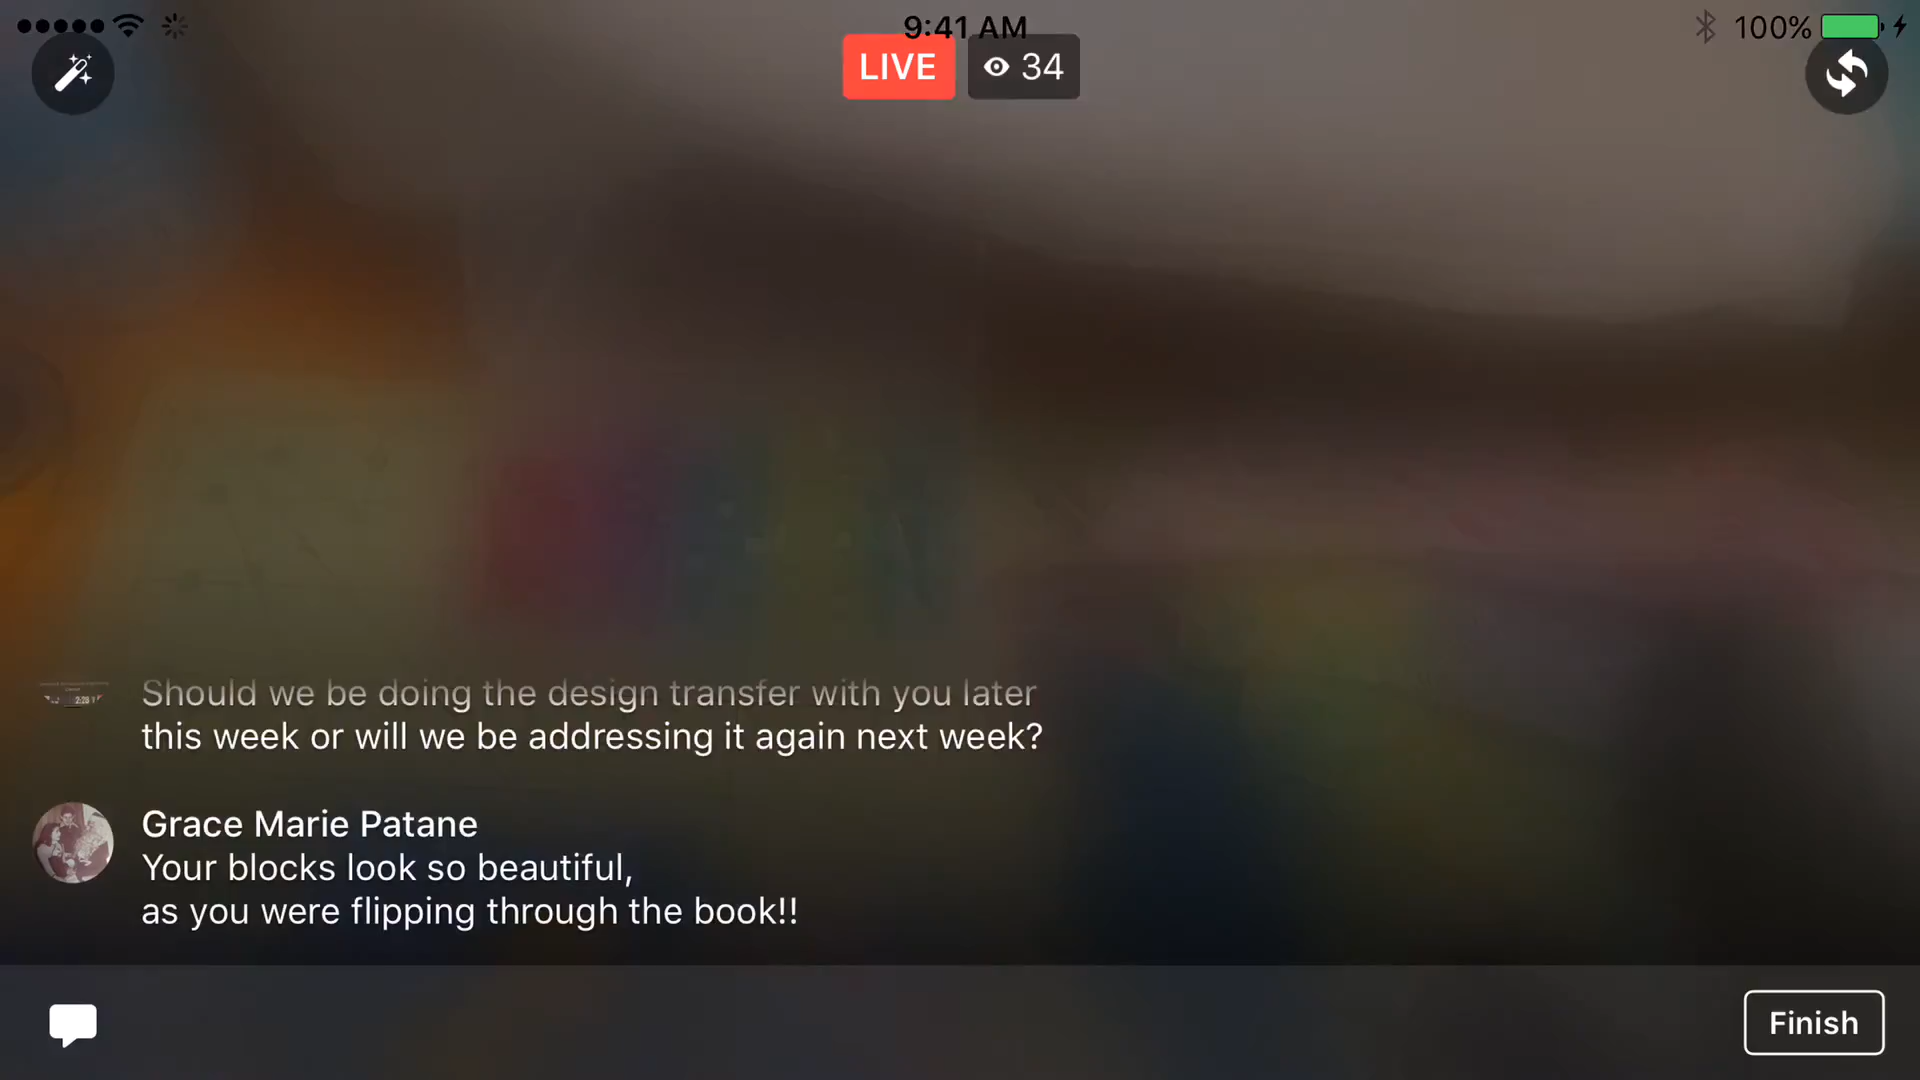 9:41 AM
100%
LIVE
34
Should we be doing the design transfer with you later
this week or will we be addressing it again next week?
Grace Marie Patane
Your blocks look so beautiful,
as you were flipping through the book!!
Finish